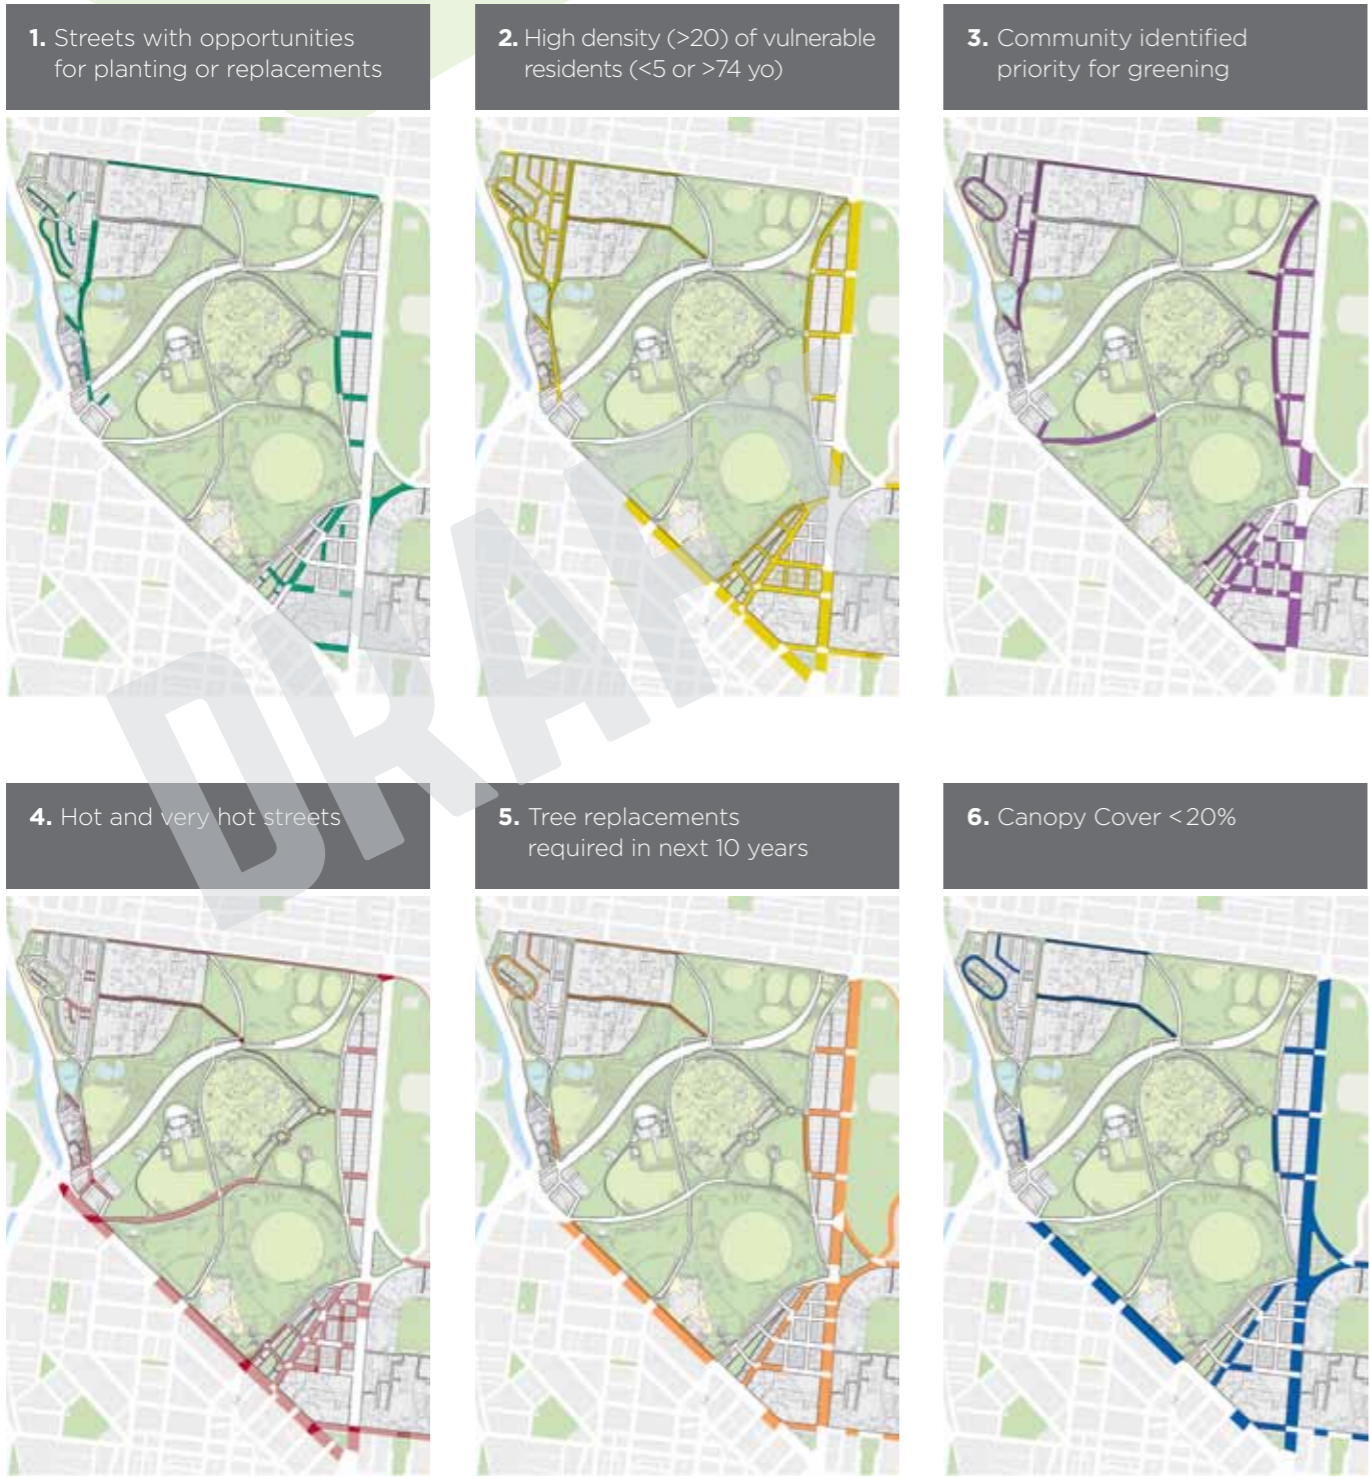 1. Streets with opportunities
for planting or replacements
2. High density (>20) of vulnerable
residents (<5 or >74 yo)
3. Community identified
priority for greening
DRAFT
4. Hot and very hot streets
5. Tree replacements
required in next 10 years
6. Canopy Cover <20%